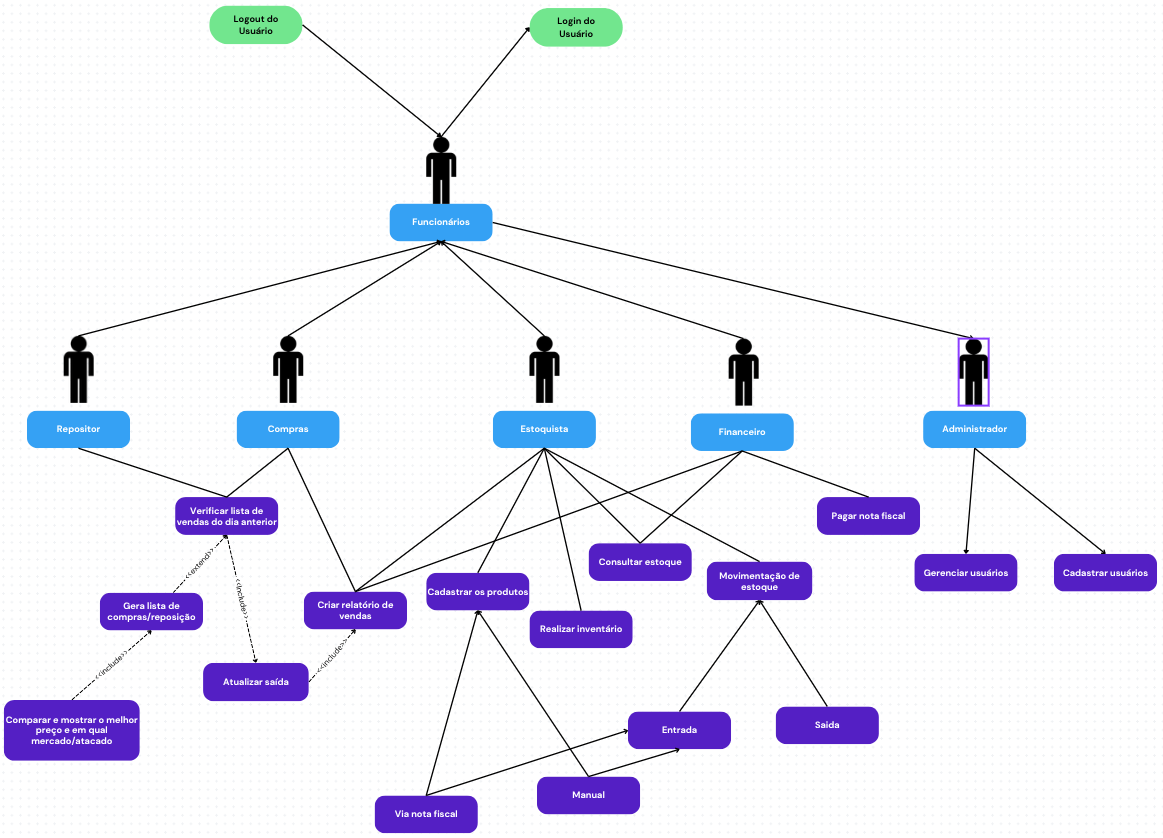 Logout do
Usuário
Login do
Usuário
Funcionários
Repositor
Compras
Estoquista
Financeiro
Administrador
Verificar lista de
vendas do dia anterior
Pagar nota fiscal
<<extend>>
Consultar estoque
Gerenciar usuários
Cadastrar usuários
Movimentação de
estoque
<<include>>
Cadastrar os produtos
Gera lista de
compras/reposição
Criar relatório de
vendas
Realizar inventário
<<include>>
<<include>>
Atualizar saída
Comparar e mostrar o melhor
preço e em qual
mercado/atacado
Entrada
Saida
Manual
Via nota fiscal